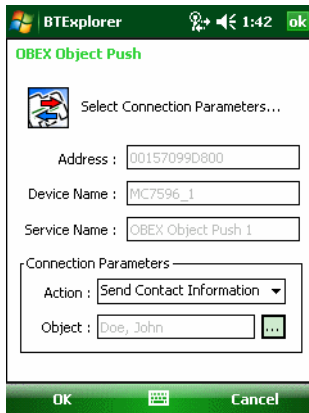 BTExplorer 1:42 ok
OBEX Object Push
Select Connection Parameters...
Address : 00157099D800
Device Name : MC7596_1
Service Name : OBEX Object Push 1
Connection Parameters
Action : Send Contact Information
Object : Doe, John ...
OK Cancel